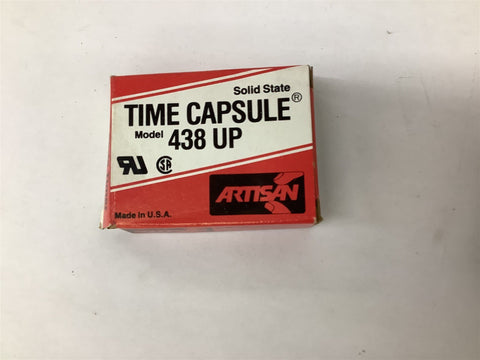 Solid State
TIME CAPSULE®
Model 438 UP
ARTISAN
Made in U.S.A.